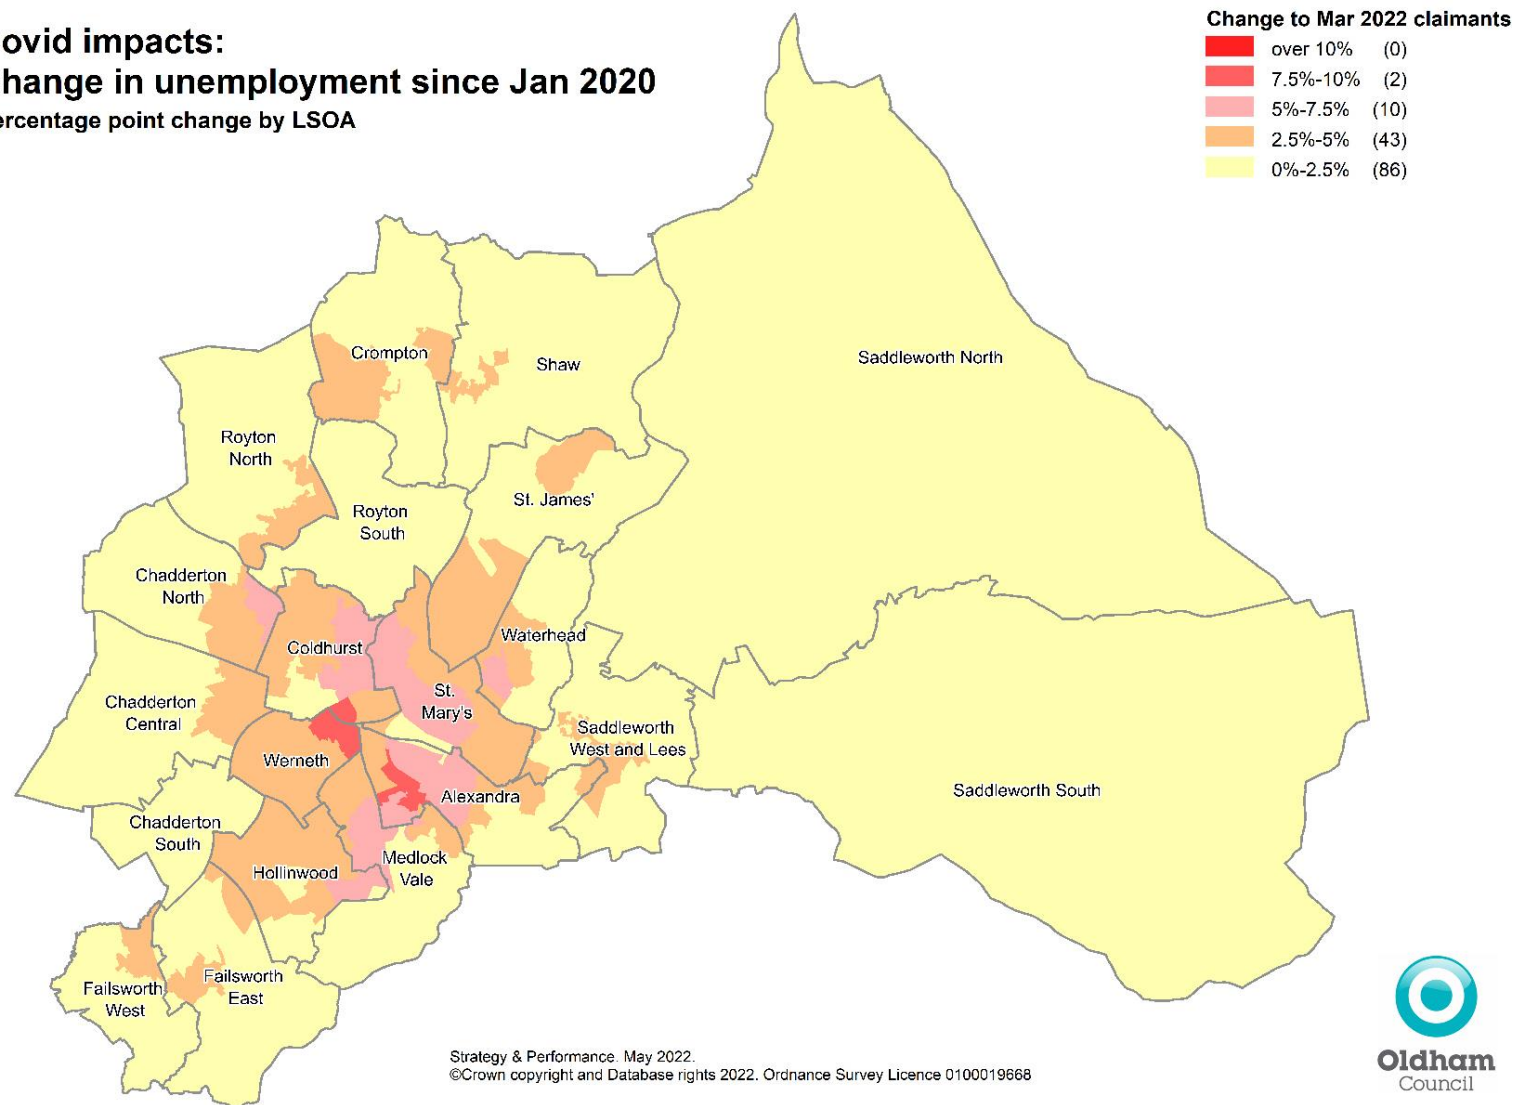 ovid impacts:
hange in unemployment since Jan 2020
ercentage point change by LSOA
Change to Mar 2022 claimants
over 10% (0)
7.5%-10% (2)
5%-7.5% (10)
2.5%-5% (43)
0%-2.5% (86)
Crompton
Shaw
Saddleworth North
Royton
North
Royton
South
St. James'
Chadderton
North
Coldhurst
Waterhead
Chadderton
Central
St.
Mary's
Saddleworth
West and Lees
Werneth
Alexandra
Saddleworth South
Chadderton
South
Hollinwood
Medlock
Vale
Failsworth
West
Failsworth
East
Strategy & Performance. May 2022.
©Crown copyright and Database rights 2022. Ordnance Survey Licence 0100019668
Oldham
Council